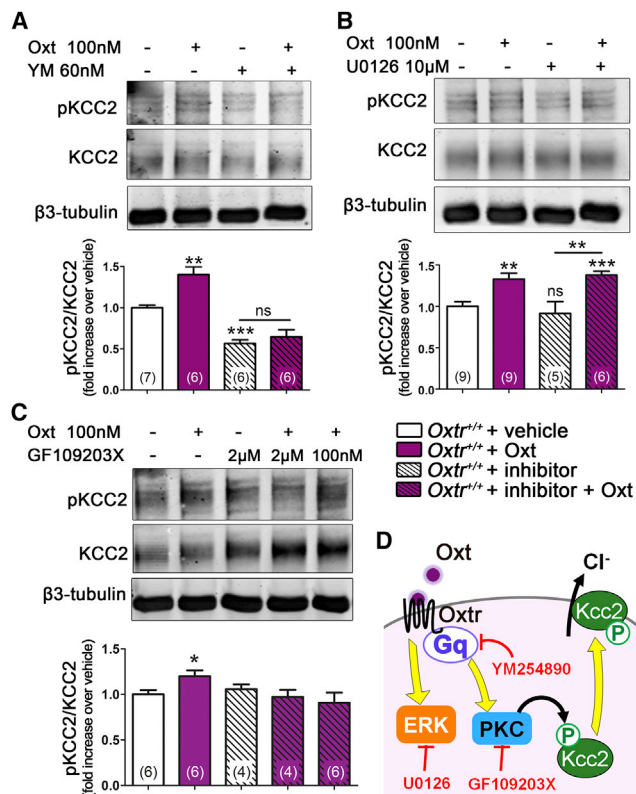 A
Oxt 100nM - + - +
YM 60nM - - + +
pKCC2
KCC2
β3-tubulin
pKCC2/KCC2
(fold increase over vehicle)
1.5
1.0
0.5
0.0
**
***
ns
(7) (6) (6) (6)
B
Oxt 100nM - + - +
U0126 10μM - - + +
pKCC2
KCC2
β3-tubulin
pKCC2/KCC2
(fold increase over vehicle)
1.5
1.0
0.5
0.0
**
ns
**
***
(9) (9) (5) (6)
C
Oxt 100nM - + - + +
GF109203X - - 2μM 2μM 100nM
pKCC2
KCC2
β3-tubulin
pKCC2/KCC2
(fold increase over vehicle)
1.5
1.0
0.5
0.0
*
(6) (6) (4) (4) (6)
Oxtr+/+ + vehicle
Oxtr+/+ + Oxt
Oxtr+/+ + inhibitor
Oxtr+/+ + inhibitor + Oxt
D
Oxt
Cl-
Oxtr
Kcc2
P
Gq
YM254890
ERK
PKC
P
Kcc2
U0126
GF109203X